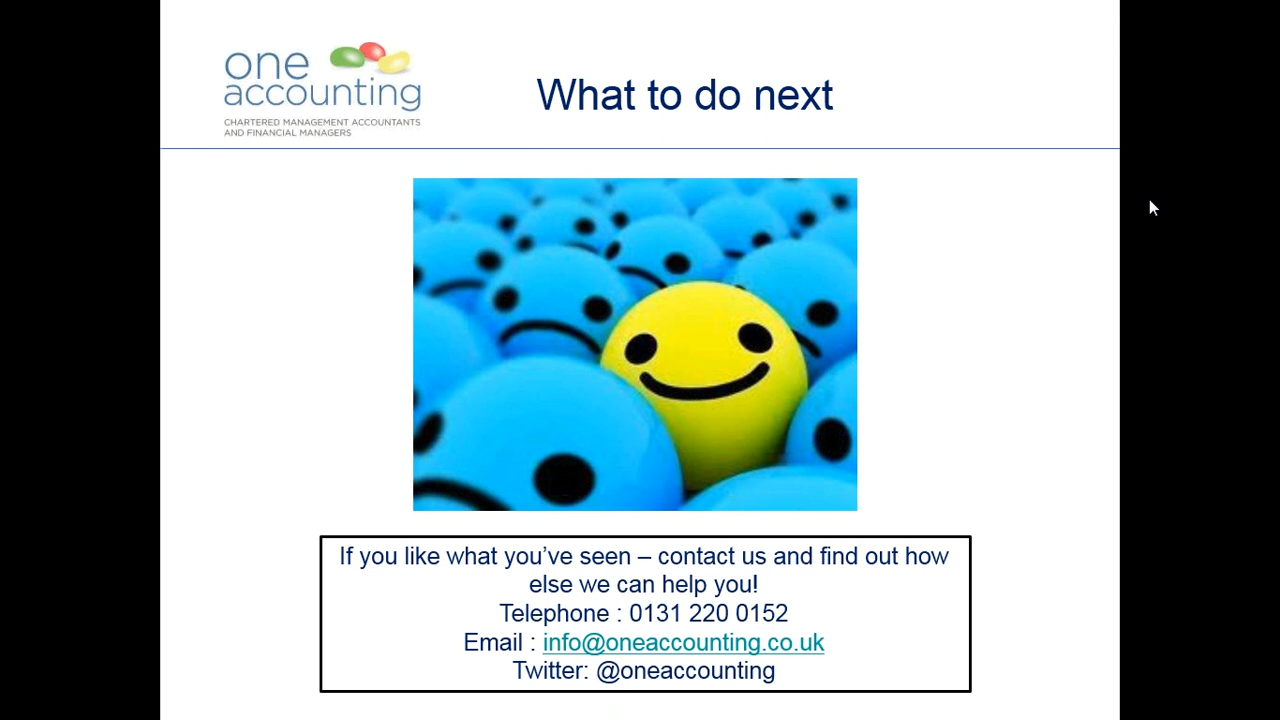 one
accounting
CHARTERED MANAGEMENT ACCOUNTANTS
AND FINANCIAL MANAGERS
What to do next
If you like what you’ve seen – contact us and find out how
else we can help you!
Telephone : 0131 220 0152
Email : info@oneaccounting.co.uk
Twitter: @oneaccounting